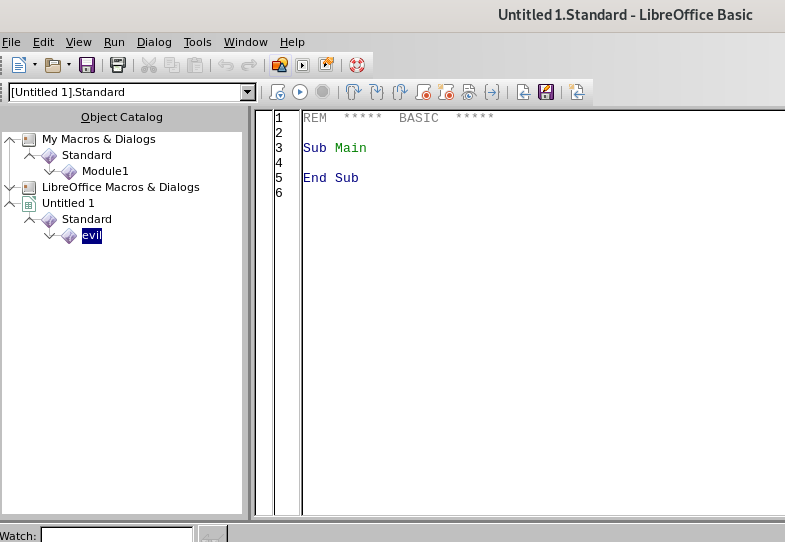 Untitled 1.Standard - LibreOffice Basic
File Edit View Run Dialog Tools Window Help
[Untitled 1].Standard
Object Catalog
My Macros & Dialogs
Standard
Module1
LibreOffice Macros & Dialogs
Untitled 1
Standard
evil
1 REM ***** BASIC *****
2
3 Sub Main
4
5 End Sub
6
Watch: